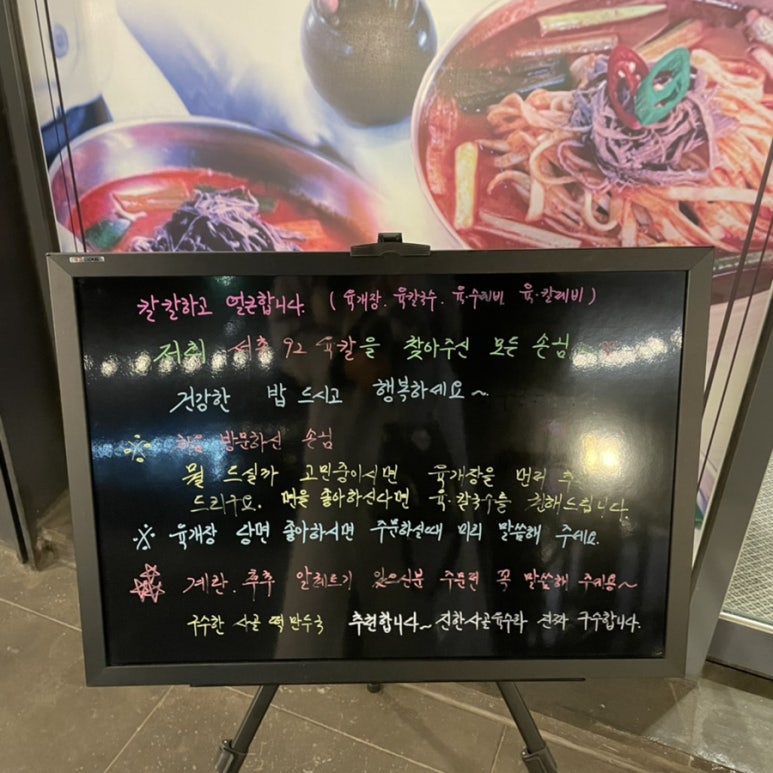 칼칼하고 얼큰합니다. (육개장. 육칼국수. 육.수제비 육.칼제비)
저희 서초 92 육칼을 찾아주신 모든 손님
건강한 밥 드시고 행복하세요~
※ 처음 방문하신 손님
뭘 드실까 고민중이시면 육개장을 먼저
드리구요. 면을 좋아하신다면 육.칼국수를 추천해드립니다.
※ 육개장 당면 좋아하시면 주문하실때 미리 말씀해 주세요.
계란. 후추 알레르기 있으신분 주문전 꼭 말씀해 주세용~
구수한 사골 떡만두국 추천합니다~ 진한사골육수라 진짜 구수합니다.